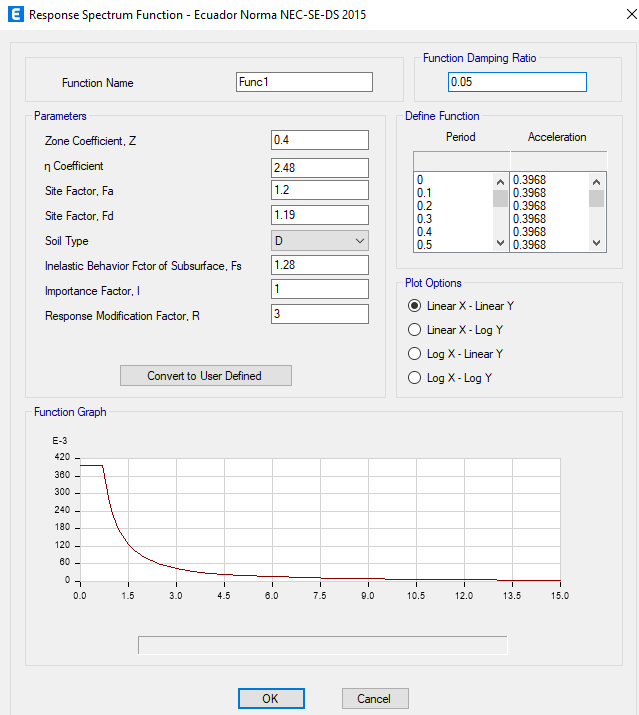 E Response Spectrum Function - Ecuador Norma NEC-SE-DS 2015
Function Name Func1
Function Damping Ratio
0.05
Parameters
Zone Coefficient, Z 0.4
η Coefficient 2.48
Site Factor, Fa 1.2
Site Factor, Fd 1.19
Soil Type D
Inelastic Behavior Fctor of Subsurface, Fs 1.28
Importance Factor, I 1
Response Modification Factor, R 3
Convert to User Defined
Define Function
Period Acceleration
0 0.3968
0.1 0.3968
0.2 0.3968
0.3 0.3968
0.4 0.3968
0.5 0.3968
Plot Options
Linear X - Linear Y
Linear X - Log Y
Log X - Linear Y
Log X - Log Y
Function Graph
E-3
420
360
300
240
180
120
60
0
0.0 1.5 3.0 4.5 6.0 7.5 9.0 10.5 12.0 13.5 15.0
OK Cancel